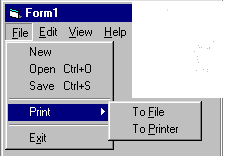 Form1
File Edit View Help
New
Open Ctrl+O
Save Ctrl+S
Print
To File
To Printer
Exit